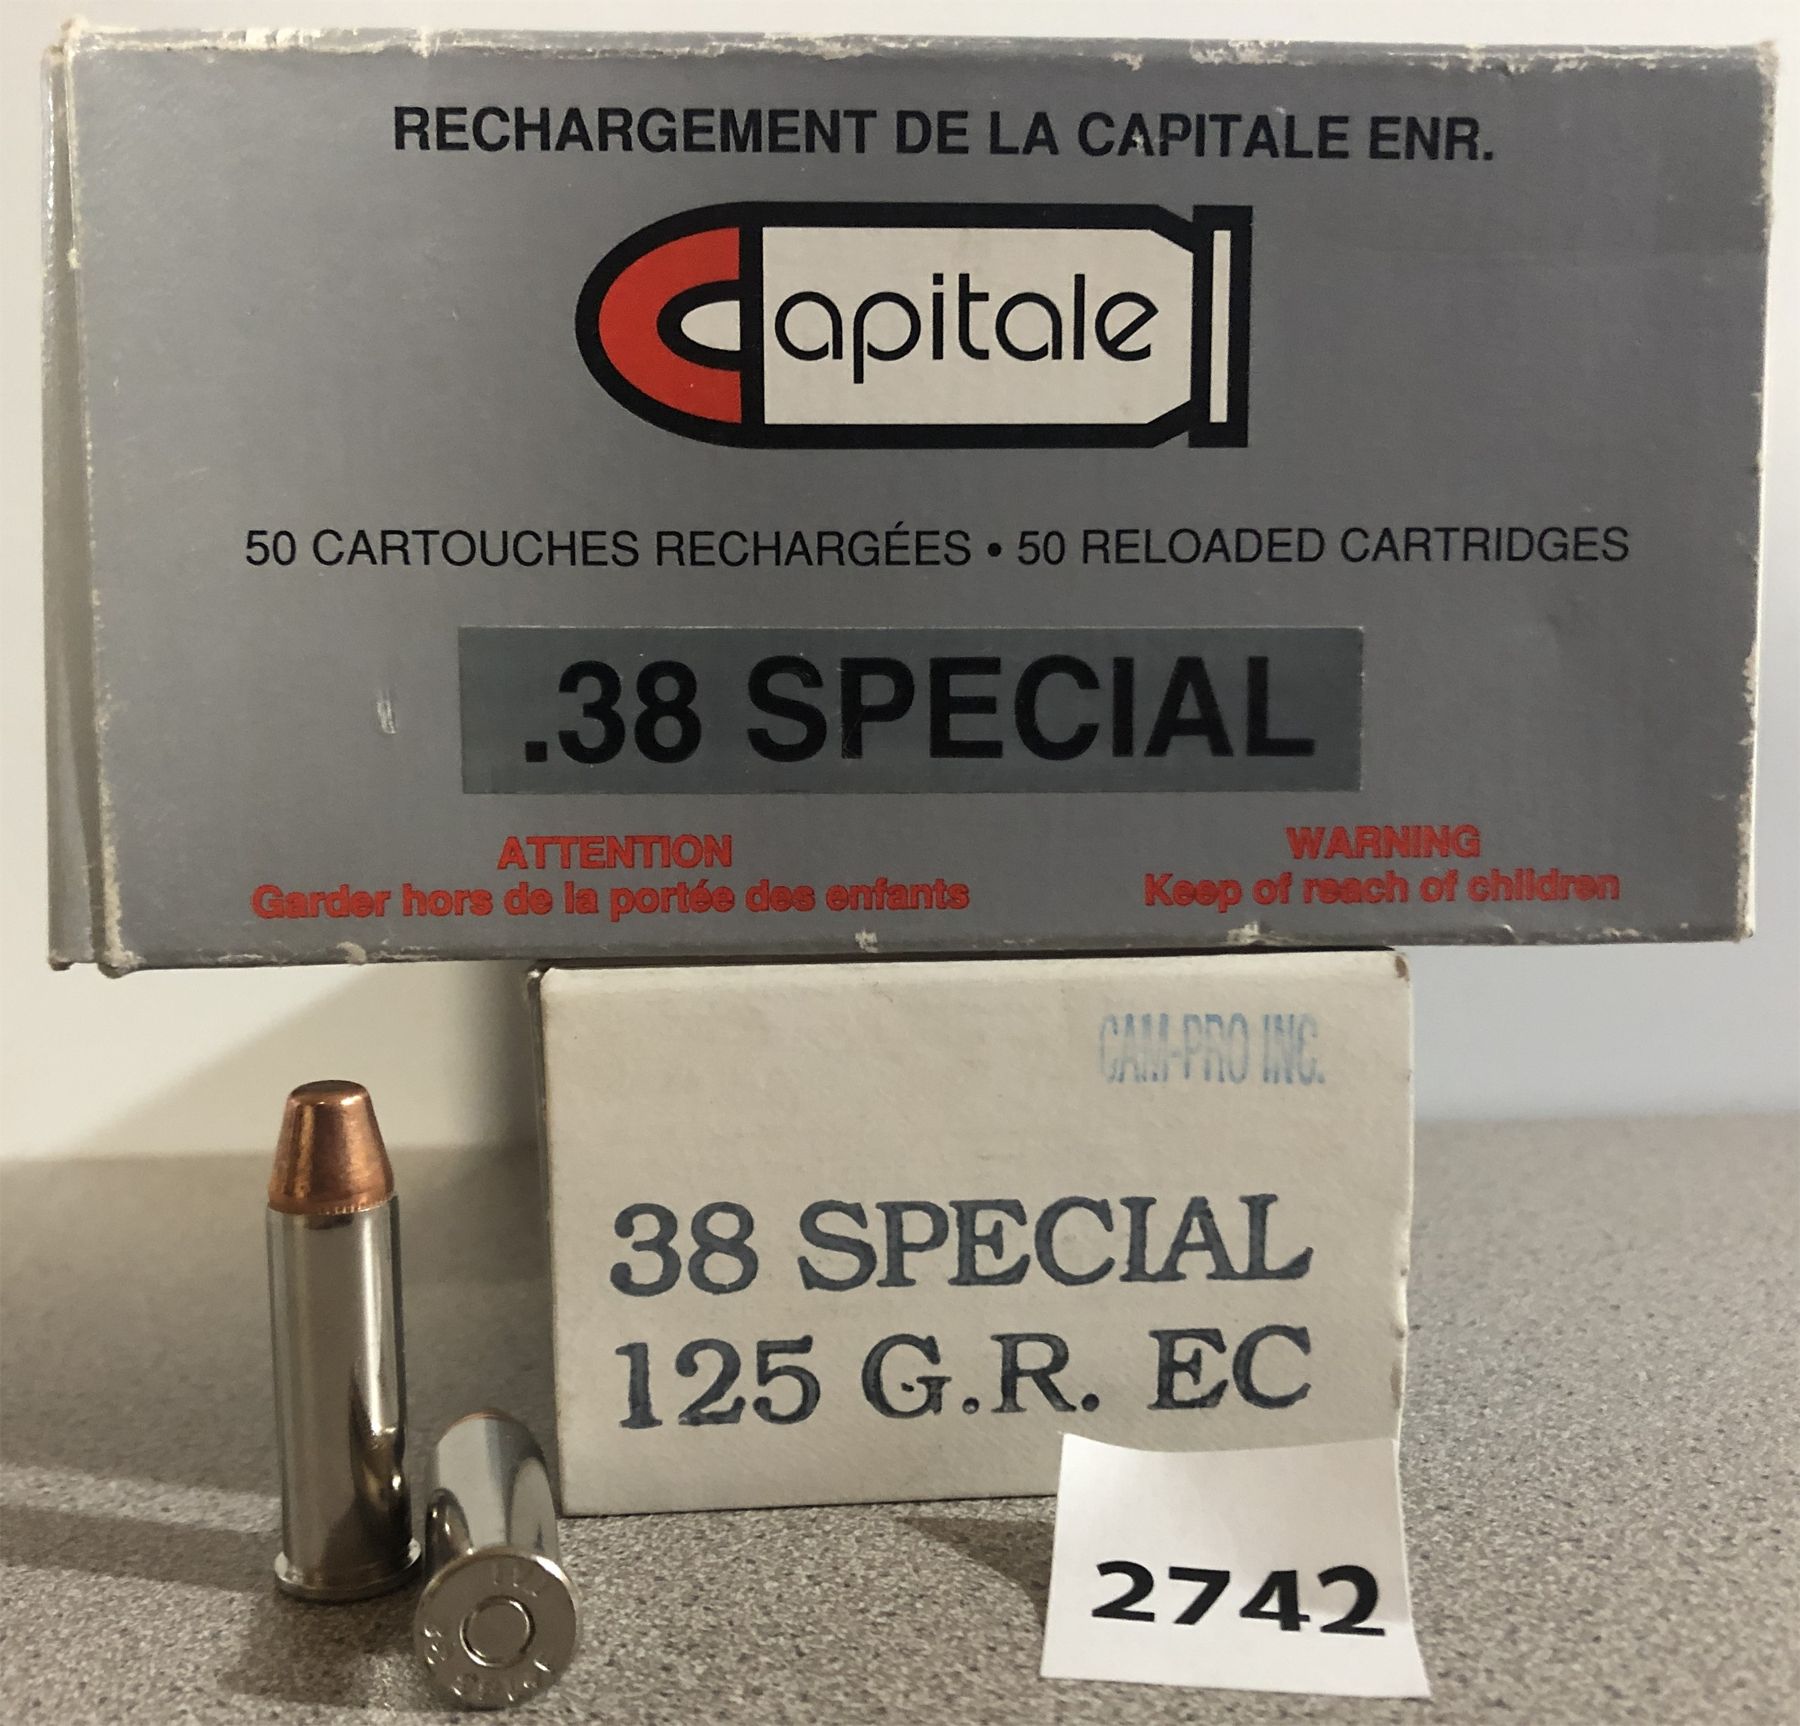 RECHARGEMENT DE LA CAPITALE ENR.
Capitale
50 CARTOUCHES RECHARGÉES • 50 RELOADED CARTRIDGES
.38 SPECIAL
ATTENTION
Garder hors de la portée des enfants
WARNING
Keep of reach of children
CAM-PRO INC.
38 SPECIAL
125 G.R. EC
2742